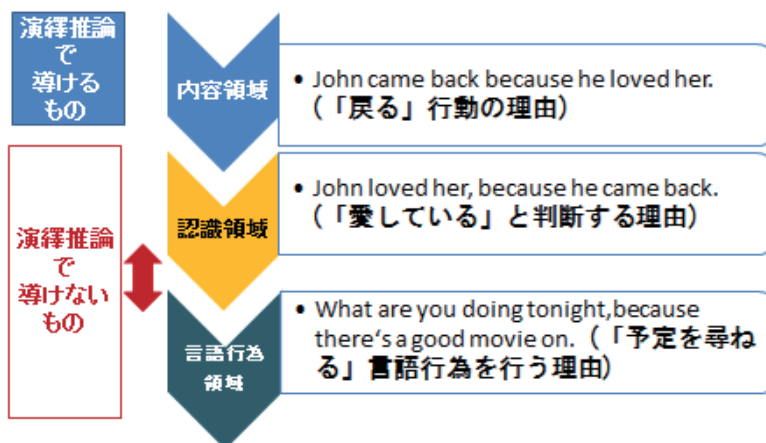 演繹推論
で
導ける
もの
内容領域
• John came back because he loved her.
（「戻る」行動の理由）
演繹推論
で
導けない
もの
認識領域
• John loved her, because he came back.
（「愛している」と判断する理由）
言語行為
領域
• What are you doing tonight,because
there's a good movie on.（「予定を尋ね
る」言語行為を行う理由）